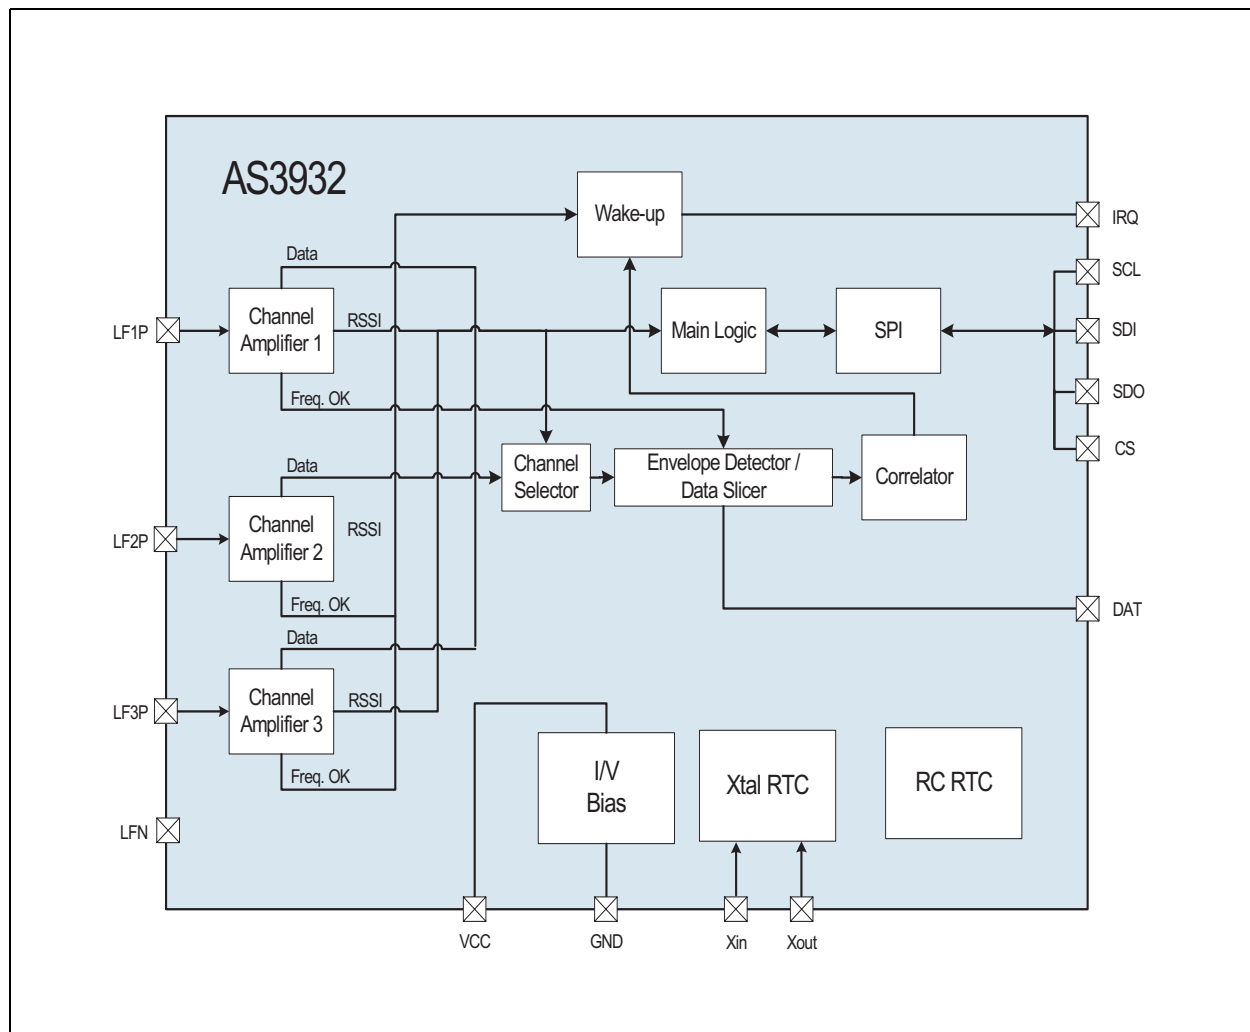 AS3932
Wake-up
IRQ
Data
SCL
LF1P
Channel
Amplifier 1
RSSI
Main Logic
SPI
SDI
Freq. OK
SDO
CS
Data
Channel
Selector
Envelope Detector /
Data Slicer
Correlator
LF2P
Channel
Amplifier 2
RSSI
Freq. OK
DAT
Data
LF3P
Channel
Amplifier 3
RSSI
Freq. OK
I/V
Bias
Xtal RTC
RC RTC
LFN
VCC
GND
Xin
Xout